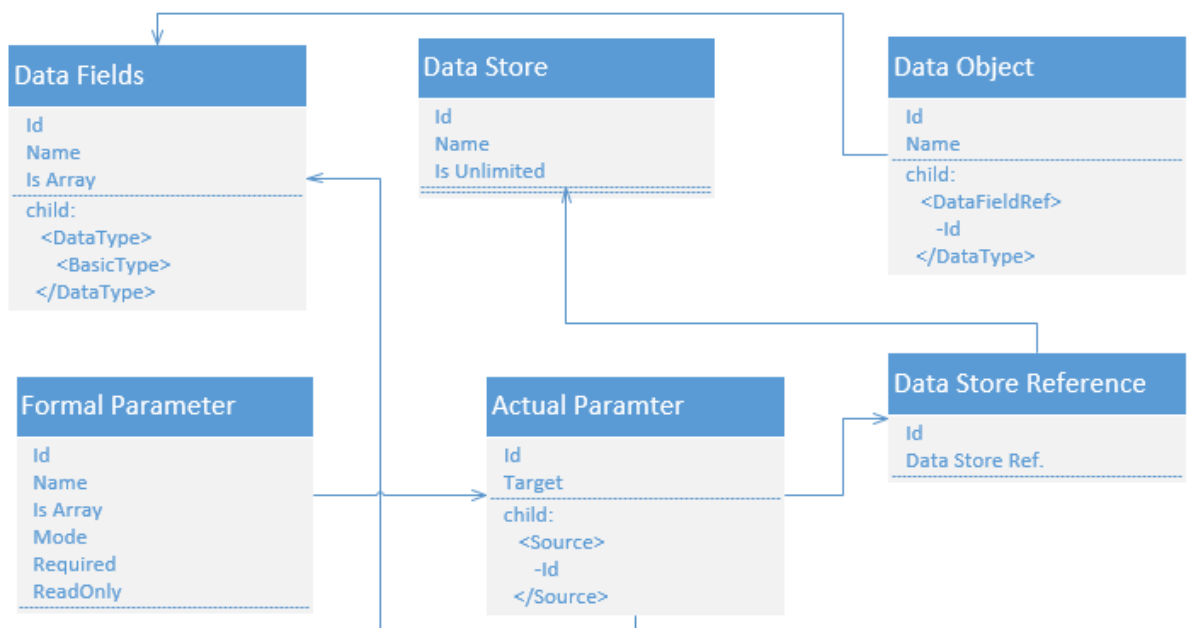 Data Fields
Id
Name
Is Array
child:
<DataType>
<BasicType>
</DataType>
Data Store
Id
Name
Is Unlimited
Data Object
Id
Name
child:
<DataFieldRef>
-Id
</DataType>
Formal Parameter
Id
Name
Is Array
Mode
Required
ReadOnly
Actual Paramter
Id
Target
child:
<Source>
-Id
</Source>
Data Store Reference
Id
Data Store Ref.